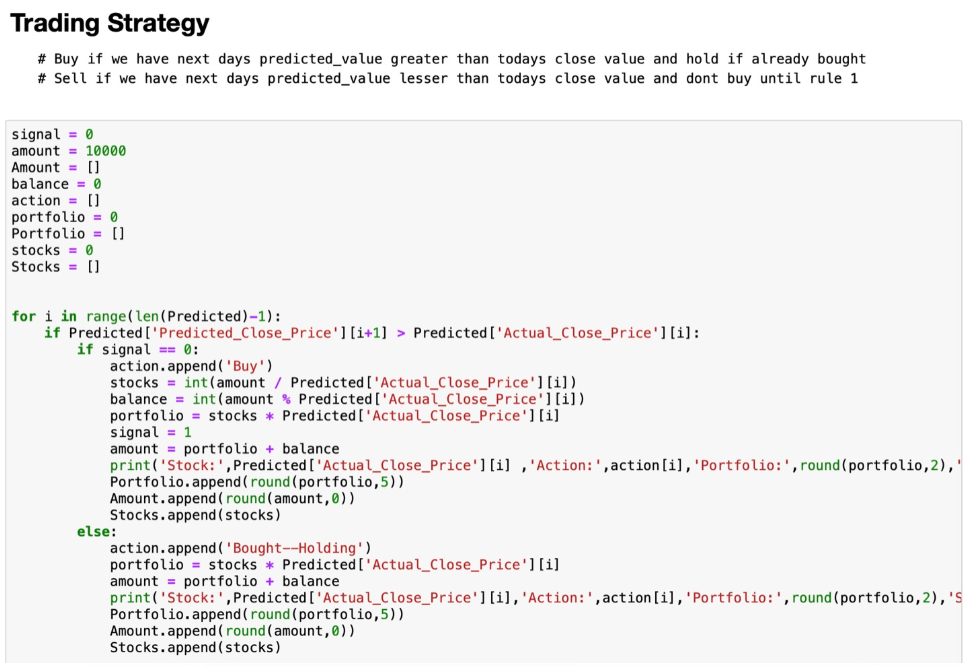 Trading Strategy
# Buy if we have next days predicted_value greater than todays close value and hold if already bought
# Sell if we have next days predicted_value lesser than todays close value and dont buy until rule 1
signal = 0
amount = 10000
Amount = []
balance = 0
action = []
portfolio = 0
Portfolio = []
stocks = 0
Stocks = []
for i in range(len(Predicted)-1):
    if Predicted['Predicted_Close_Price'][i+1] > Predicted['Actual_Close_Price'][i]:
        if signal == 0:
            action.append('Buy')
            stocks = int(amount / Predicted['Actual_Close_Price'][i])
            balance = int(amount % Predicted['Actual_Close_Price'][i])
            portfolio = stocks * Predicted['Actual_Close_Price'][i]
            signal = 1
            amount = portfolio + balance
            print('Stock:',Predicted['Actual_Close_Price'][i] ,'Action:',action[i],'Portfolio:',round(portfolio,2),'
            Portfolio.append(round(portfolio,5))
            Amount.append(round(amount,0))
            Stocks.append(stocks)
        else:
            action.append('Bought--Holding')
            portfolio = stocks * Predicted['Actual_Close_Price'][i]
            amount = portfolio + balance
            print('Stock:',Predicted['Actual_Close_Price'][i],'Action:',action[i],'Portfolio:',round(portfolio,2),'S
            Portfolio.append(round(portfolio,5))
            Amount.append(round(amount,0))
            Stocks.append(stocks)